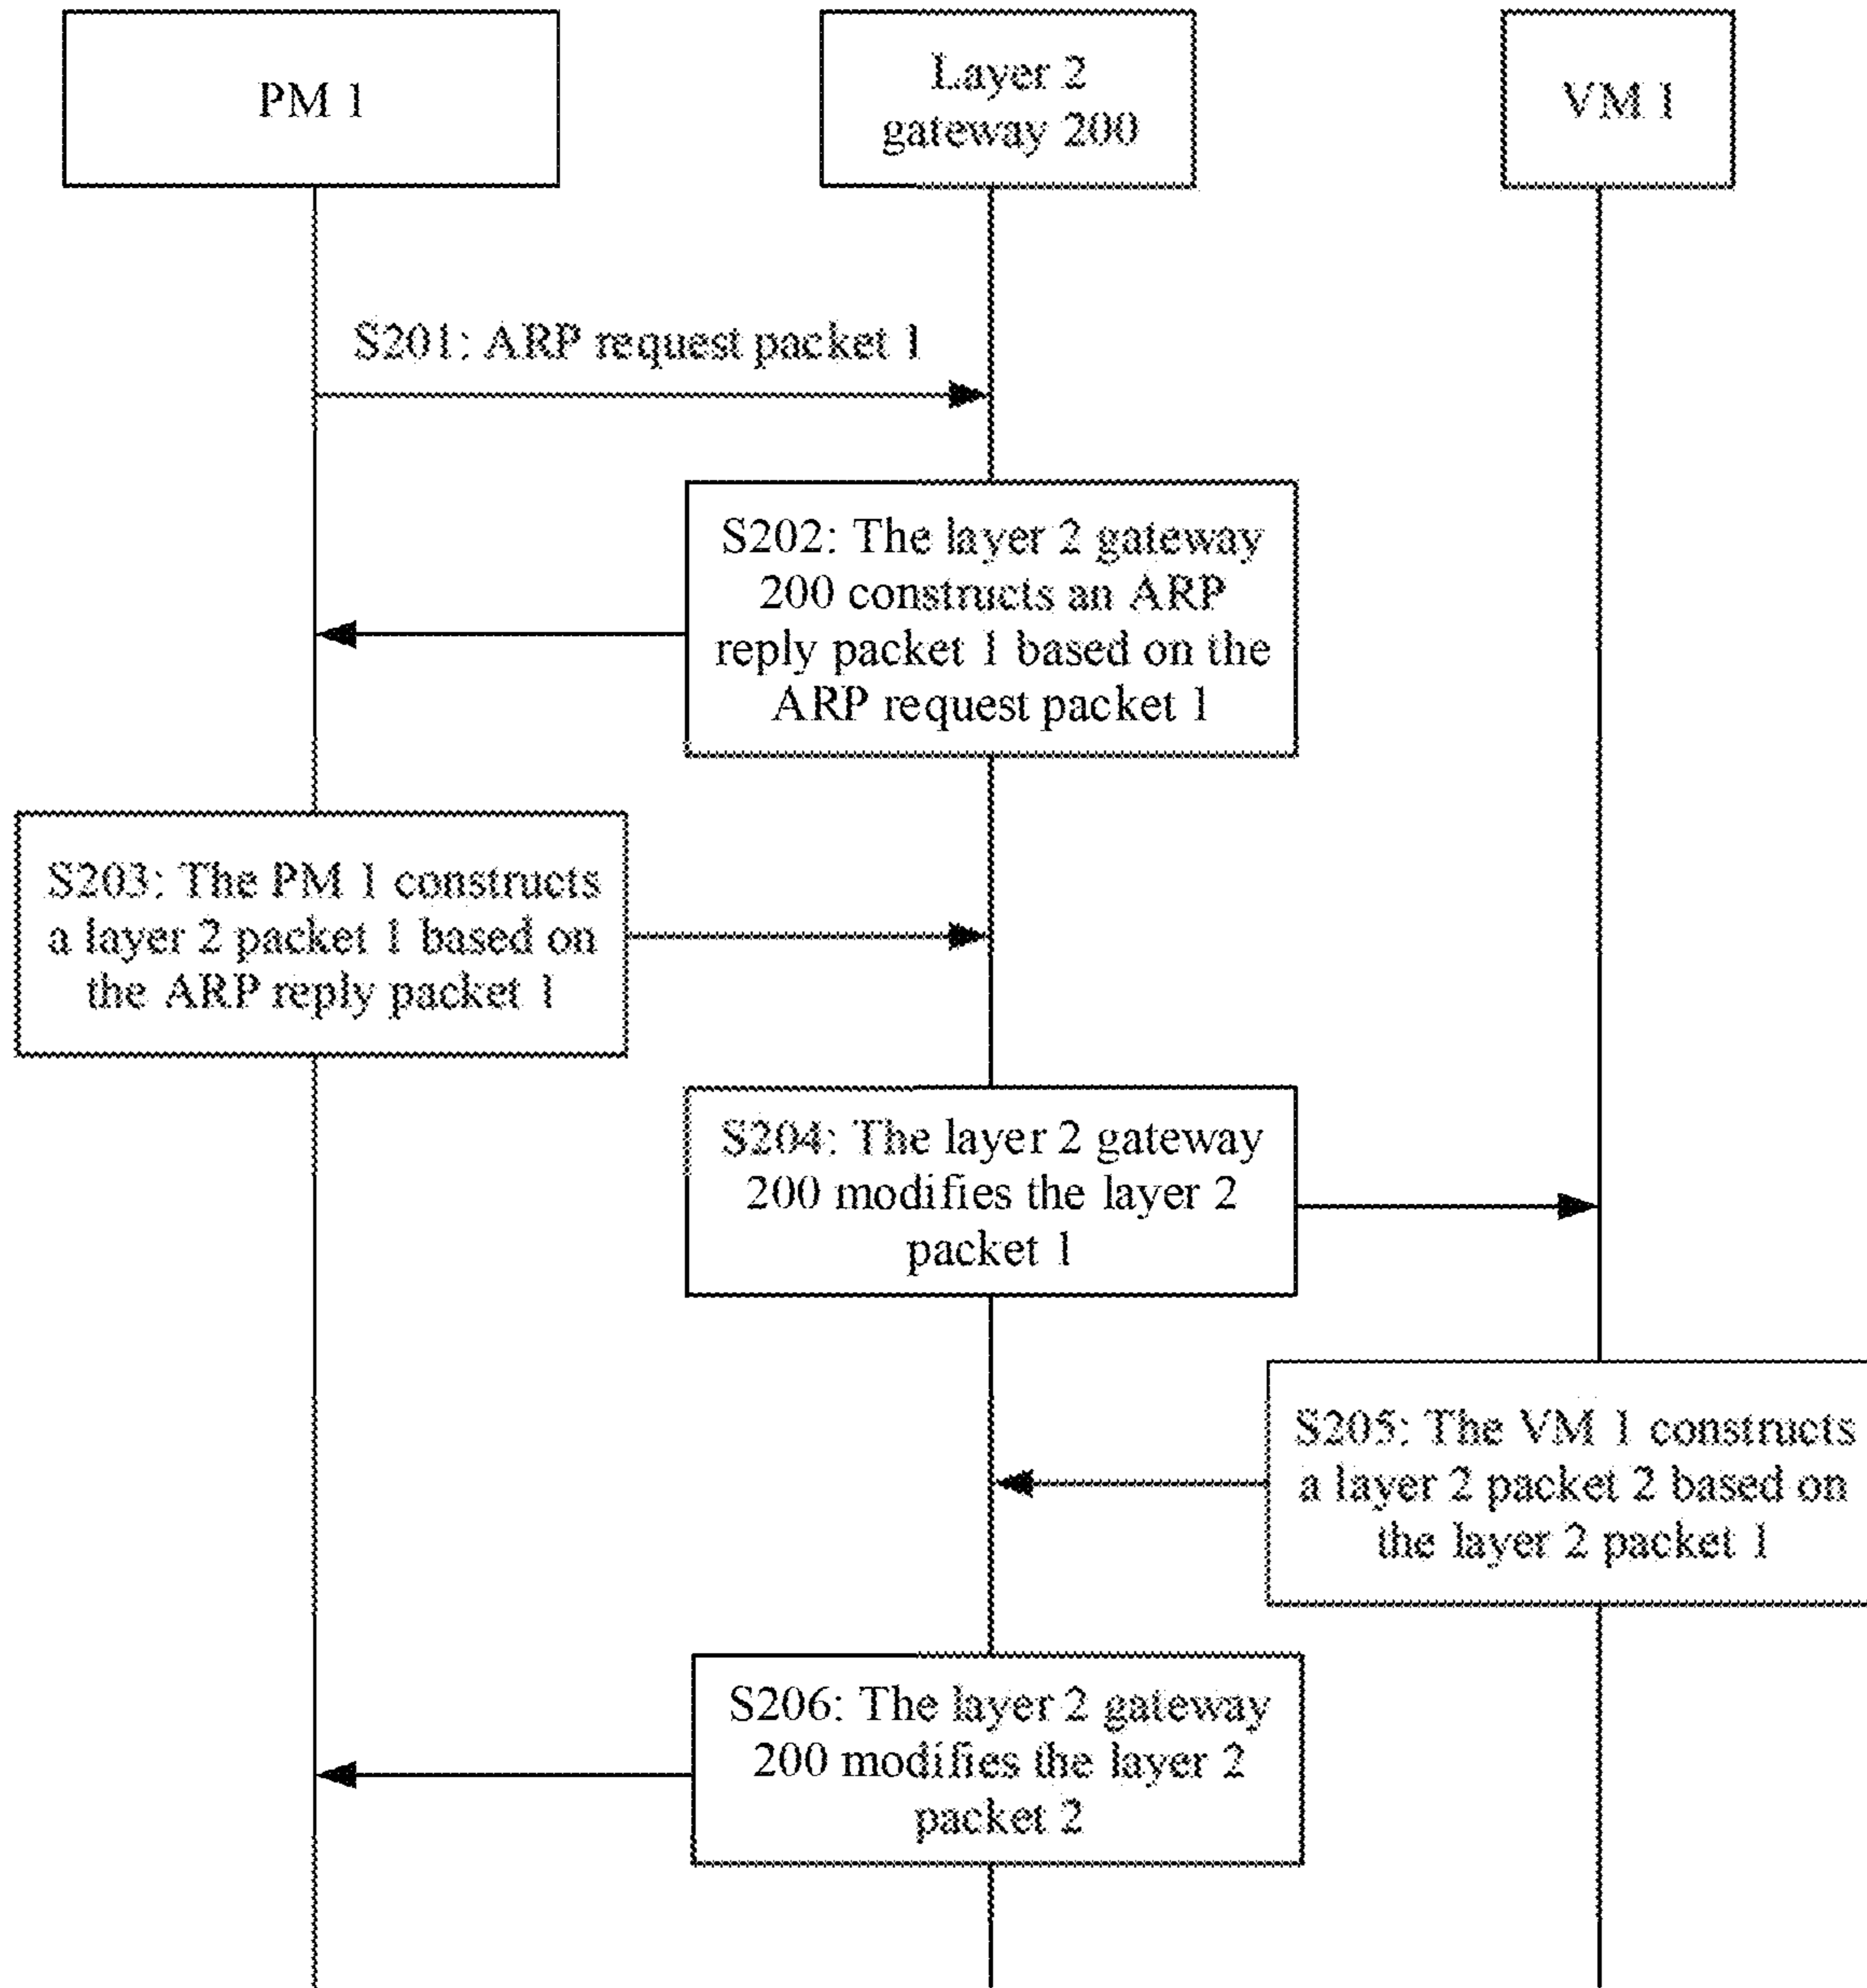 PM 1
Layer 2
gateway 200
VM 1
S201: ARP request packet 1
S202: The layer 2 gateway
200 constructs an ARP
reply packet 1 based on the
ARP request packet 1
S203: The PM 1 constructs
a layer 2 packet 1 based on
the ARP reply packet 1
S204: The layer 2 gateway
200 modifies the layer 2
packet 1
S205: The VM 1 constructs
a layer 2 packet 2 based on
the layer 2 packet 1
S206: The layer 2 gateway
200 modifies the layer 2
packet 2